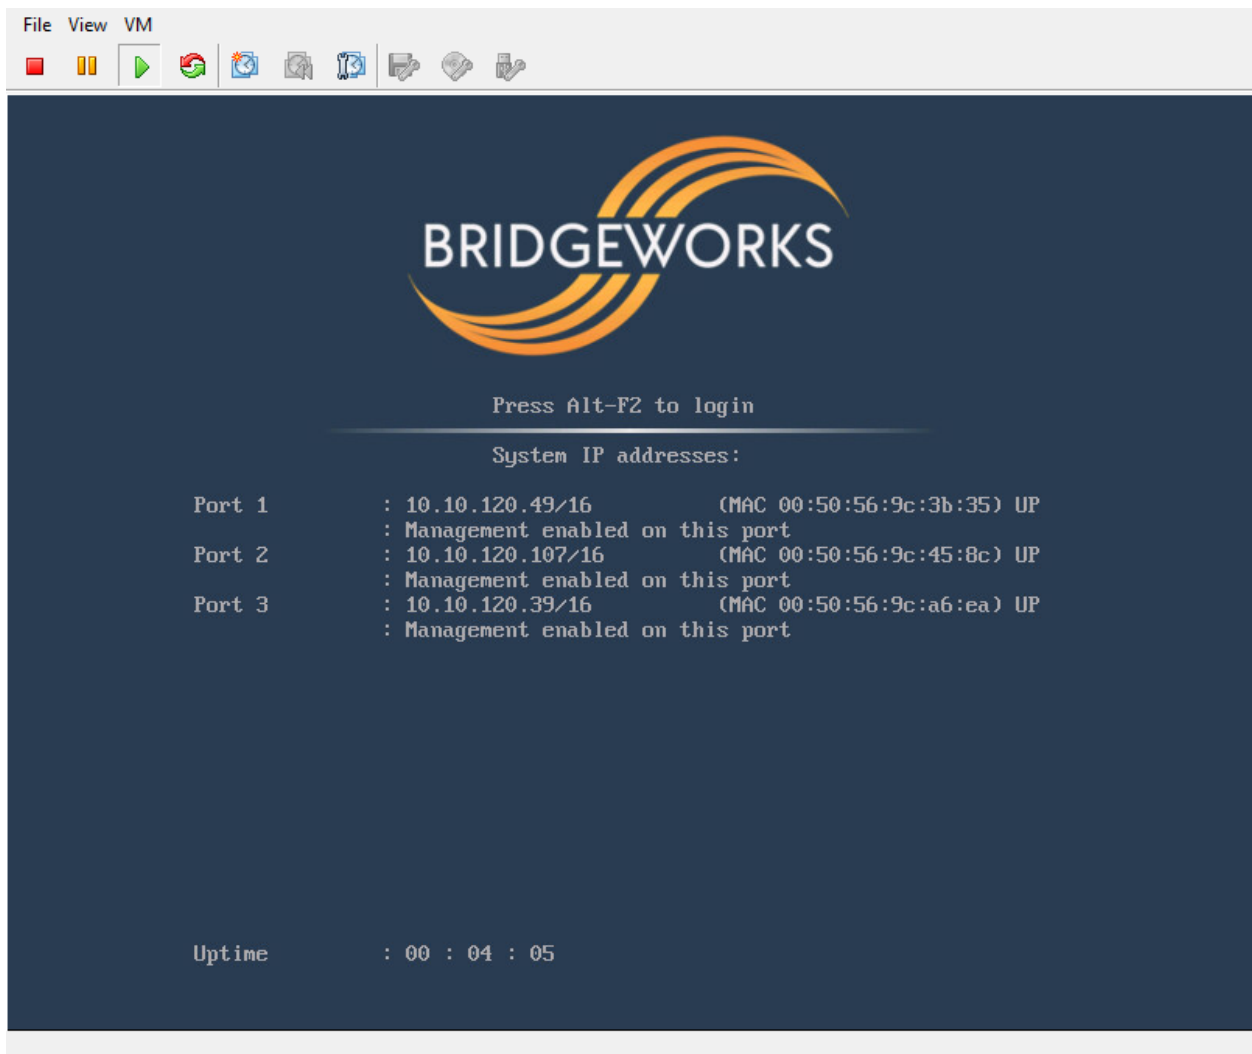 File View VM
BRIDGEWORKS
Press Alt-F2 to login
System IP addresses:
Port 1 : 10.10.120.49/16 (MAC 00:50:56:9c:3b:35) UP
: Management enabled on this port
Port 2 : 10.10.120.107/16 (MAC 00:50:56:9c:45:8c) UP
: Management enabled on this port
Port 3 : 10.10.120.39/16 (MAC 00:50:56:9c:a6:ea) UP
: Management enabled on this port
Uptime : 00 : 04 : 05